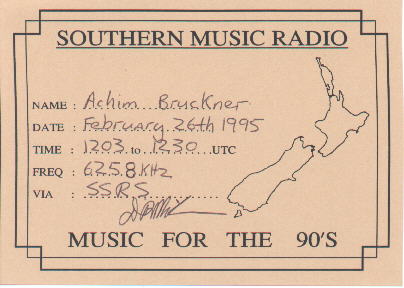 SOUTHERN MUSIC RADIO
NAME : Achim Bruckner
DATE : February 26th 1995
TIME : 1203 to 1230 UTC
FREQ : 6258 KHz
VIA : SSRS
MUSIC FOR THE 90'S